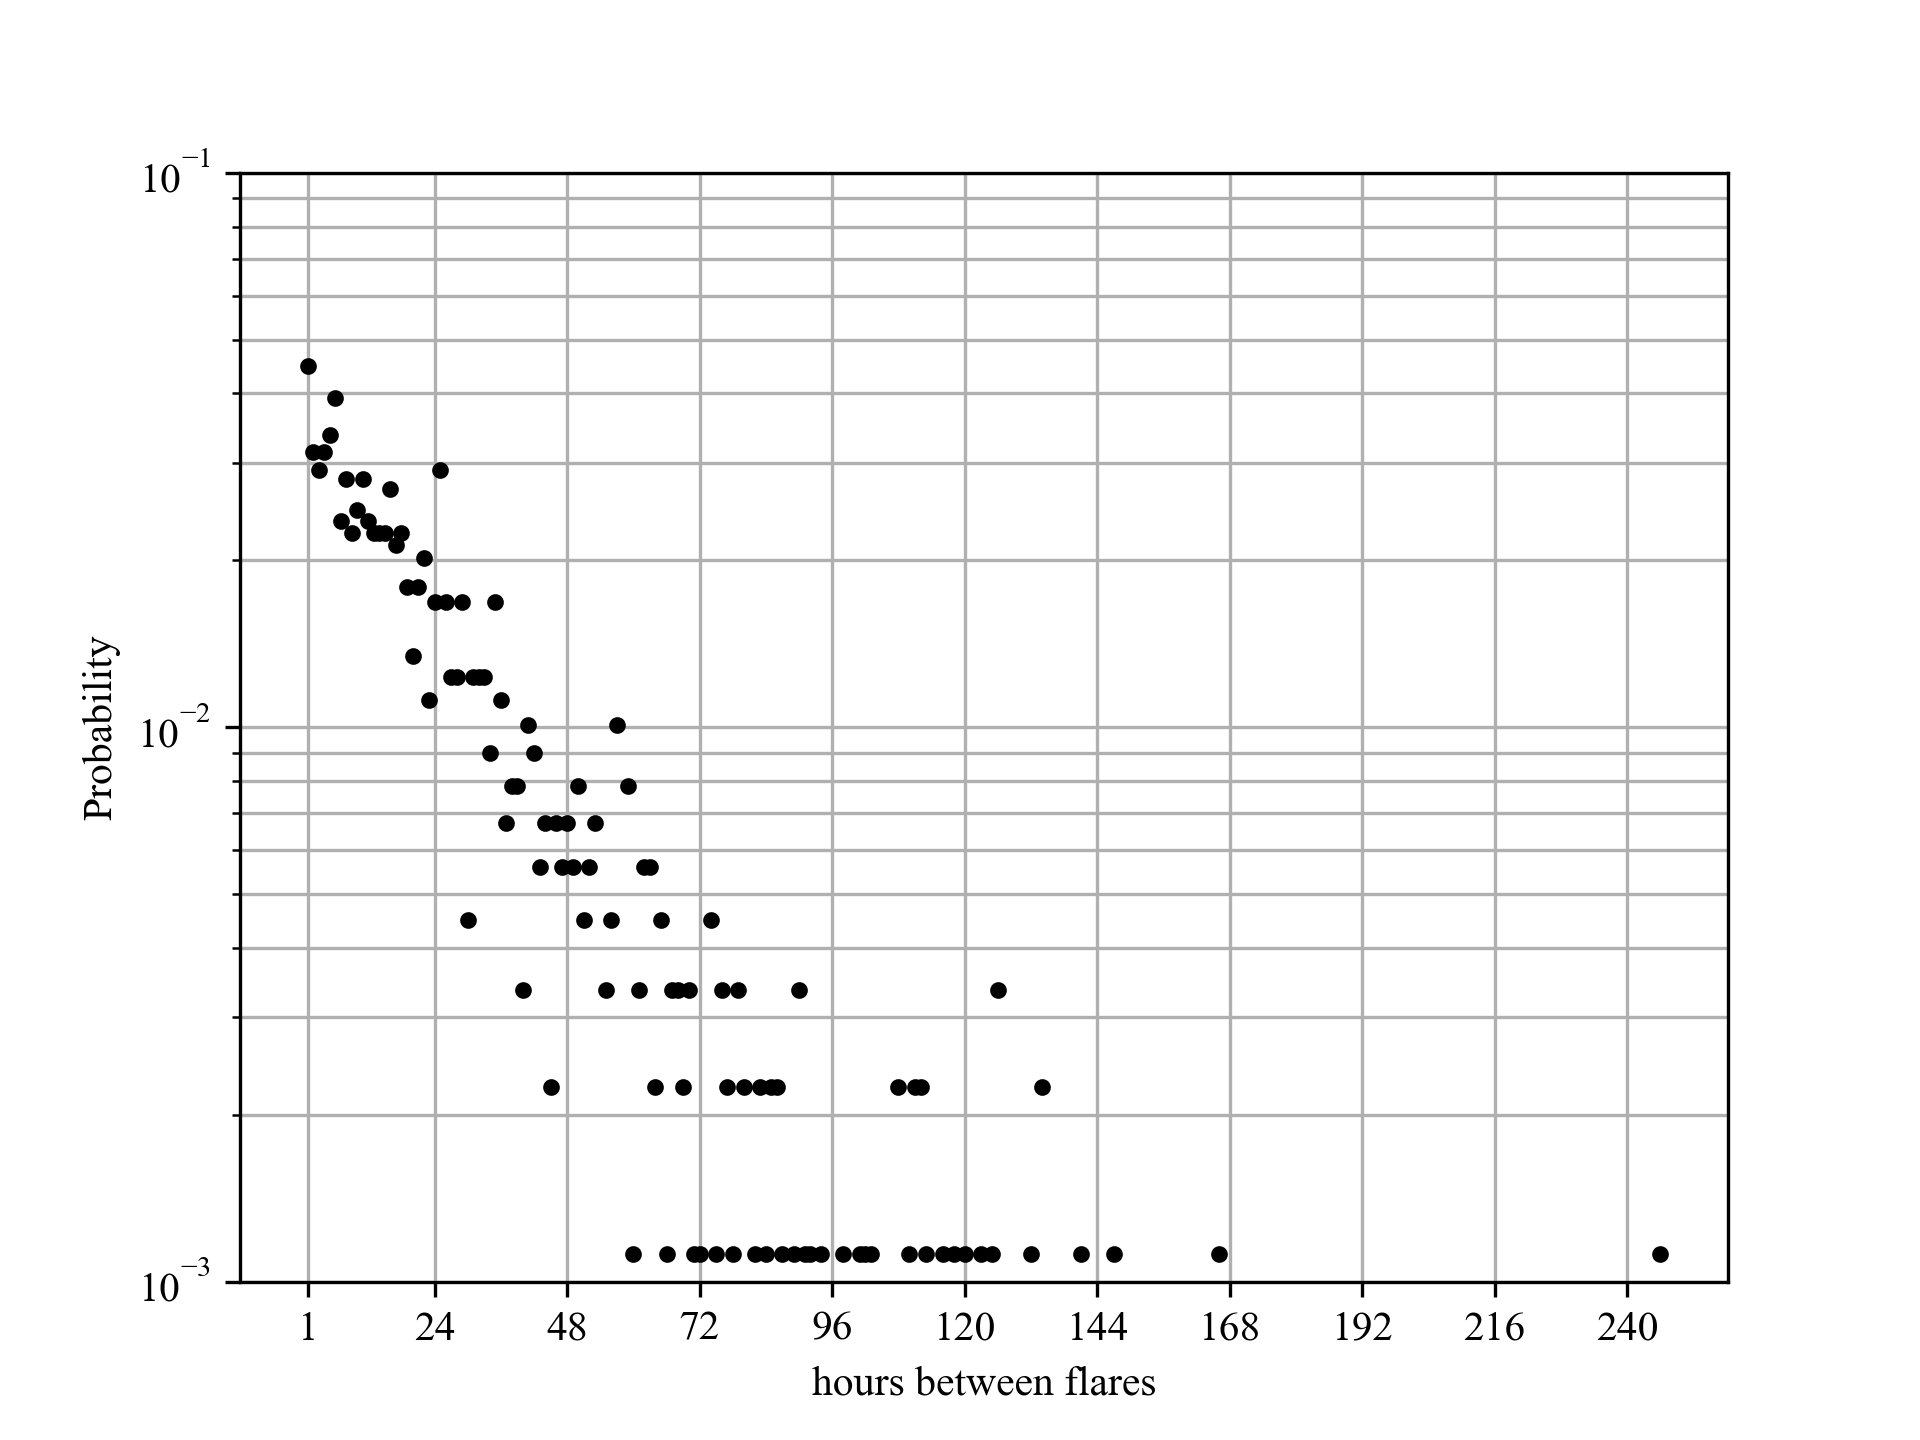 10⁻¹
10⁻²
10⁻³
Probability
1 24 48 72 96 120 144 168 192 216 240
hours between flares